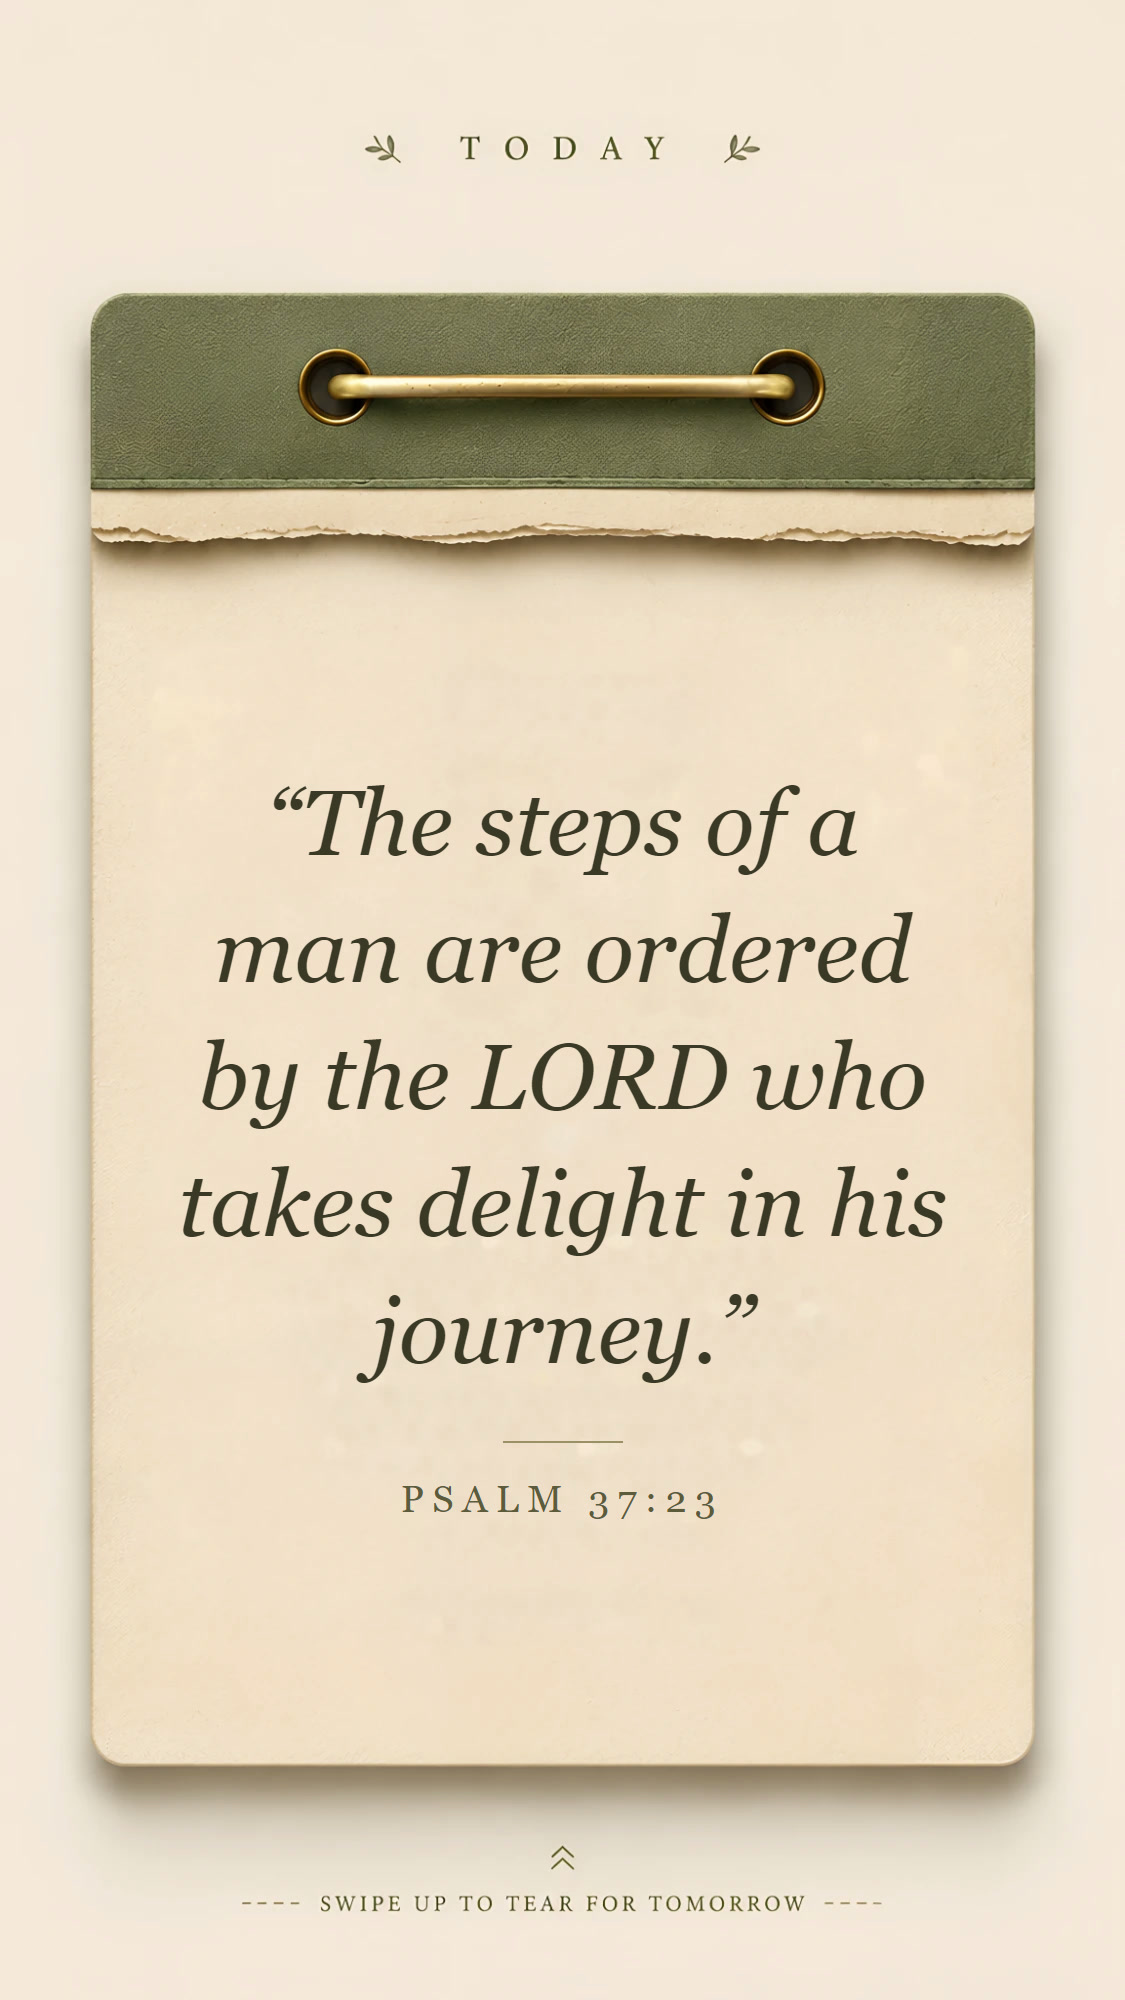 TODAY
“The steps of a
man are ordered
by the LORD who
takes delight in his
journey.”
PSALM 37:23
SWIPE UP TO TEAR FOR TOMORROW